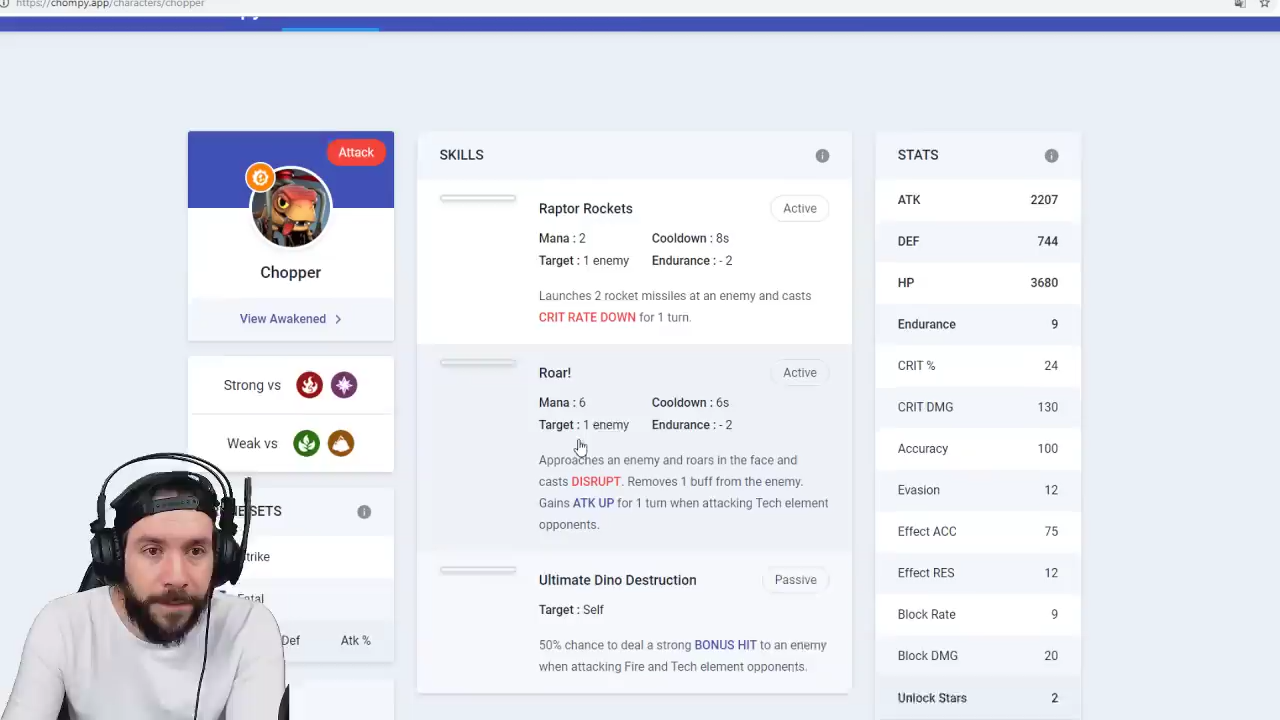 https://chompy.app/characters/chopper
Attack
Chopper
View Awakened
Strong vs
Weak vs
SETS
Strike
Fatal
Def
Atk %
SKILLS
Raptor Rockets
Active
Mana : 2
Cooldown : 8s
Target : 1 enemy
Endurance : - 2
Launches 2 rocket missiles at an enemy and casts
CRIT RATE DOWN for 1 turn.
Roar!
Active
Mana : 6
Cooldown : 6s
Target : 1 enemy
Endurance : - 2
Approaches an enemy and roars in the face and
casts DISRUPT. Removes 1 buff from the enemy.
Gains ATK UP for 1 turn when attacking Tech element
opponents.
Ultimate Dino Destruction
Passive
Target : Self
50% chance to deal a strong BONUS HIT to an enemy
when attacking Fire and Tech element opponents.
STATS
ATK 2207
DEF 744
HP 3680
Endurance 9
CRIT % 24
CRIT DMG 130
Accuracy 100
Evasion 12
Effect ACC 75
Effect RES 12
Block Rate 9
Block DMG 20
Unlock Stars 2